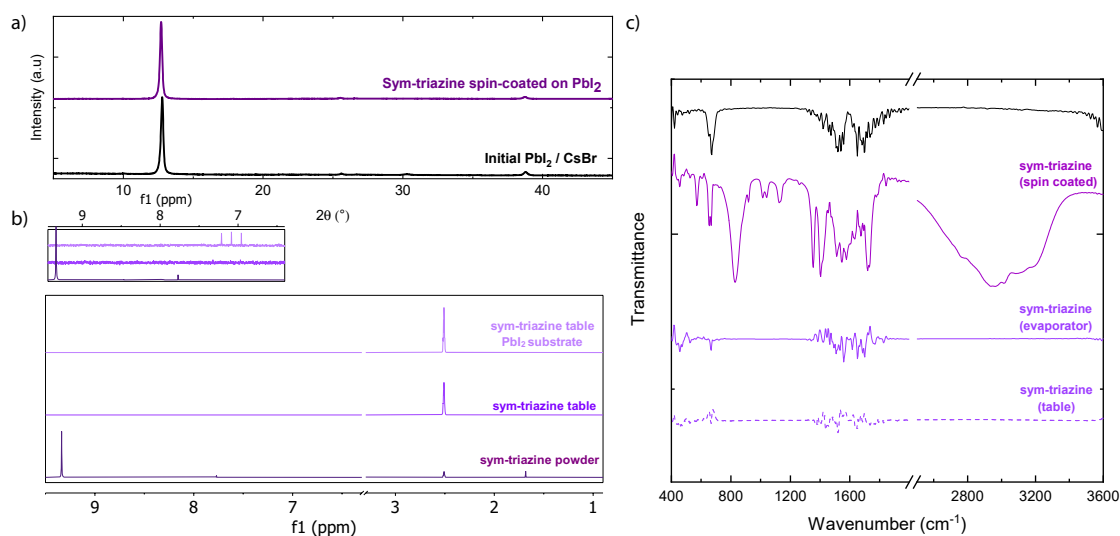 a)
Intensity (a.u)
Sym-triazine spin-coated on PbI2
Initial PbI2 / CsBr
10 20 30 40
f1 (ppm)
9 8 7
2θ (°)
b)
sym-triazine table
PbI2 substrate
sym-triazine table
sym-triazine powder
9 8 7 3 2 1
f1 (ppm)
c)
Transmittance
sym-triazine
(spin coated)
sym-triazine
(evaporator)
sym-triazine
(table)
400 800 1200 1600 2800 3600
Wavenumber (cm-1)